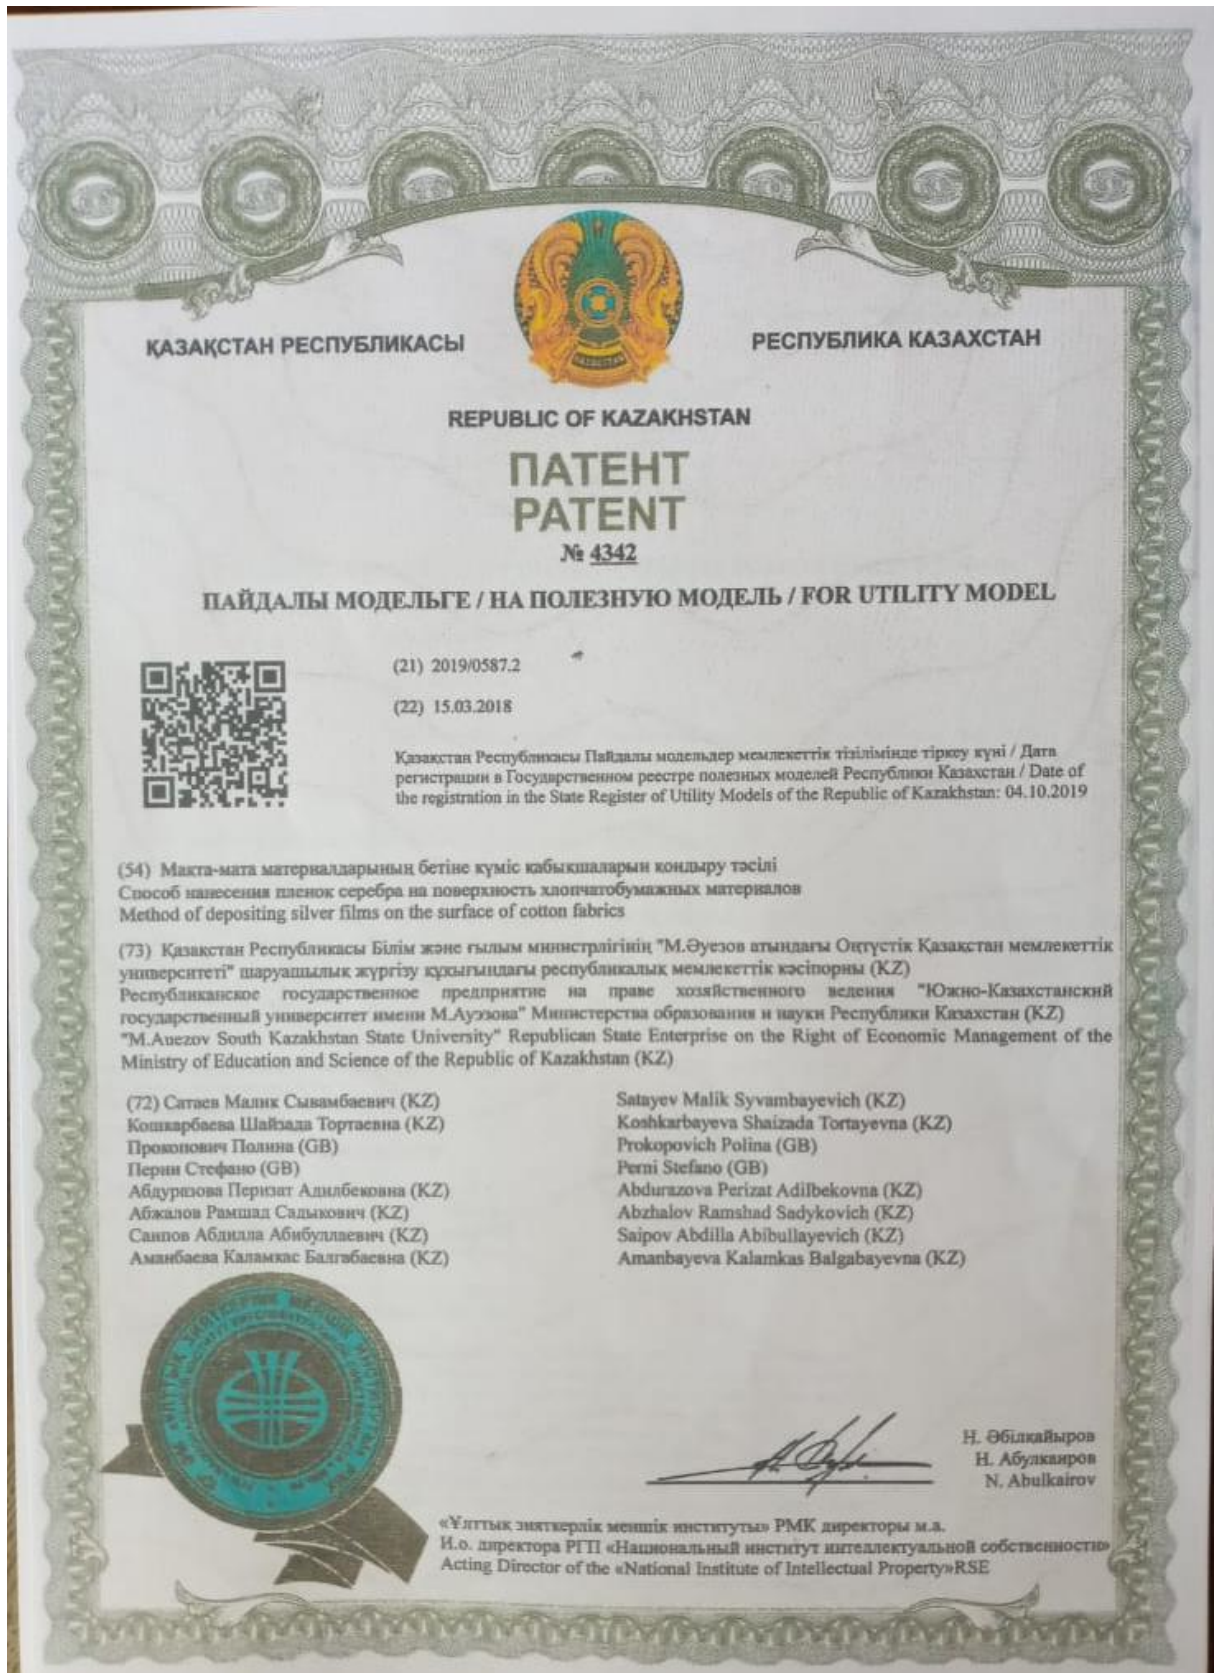 ҚАЗАҚСТАН РЕСПУБЛИКАСЫ
РЕСПУБЛИКА КАЗАХСТАН
REPUBLIC OF KAZAKHSTAN
ПАТЕНТ
PATENT
№ 4342
ПАЙДАЛЫ МОДЕЛЬГЕ / НА ПОЛЕЗНУЮ МОДЕЛЬ / FOR UTILITY MODEL
(21) 2019/0587.2
(22) 15.03.2018
Қазақстан Республикасы Пайдалы модельдер мемлекеттік тізілімінде тіркеу күні / Дата
регистрации в Государственном реестре полезных моделей Республики Казахстан / Date of
the registration in the State Register of Utility Models of the Republic of Kazakhstan: 04.10.2019
(54) Мақта-мата материалдарының бетіне күміс қабықшаларын қондыру тәсілі
Способ нанесения пленок серебра на поверхность хлопчатобумажных материалов
Method of depositing silver films on the surface of cotton fabrics
(73) Қазақстан Республикасы Білім және ғылым министрлігінің "М.Әуезов атындағы Оңтүстік Қазақстан мемлекеттік
университеті" шаруашылық жүргізу құқығындағы республикалық мемлекеттік кәсіпорны (KZ)
Республиканское государственное предприятие на праве хозяйственного ведения "Южно-Казахстанский
государственный университет имени М.Ауэзова" Министерства образования и науки Республики Казахстан (KZ)
"M.Auezov South Kazakhstan State University" Republican State Enterprise on the Right of Economic Management of the
Ministry of Education and Science of the Republic of Kazakhstan (KZ)
(72) Сатаев Малик Сывамбаевич (KZ)
Кошкарбаева Шайзада Тортаевна (KZ)
Прокопович Полина (GB)
Перни Стефано (GB)
Абдуразова Перизат Адилбековна (KZ)
Абжалов Рамшад Садыкович (KZ)
Саипов Абдилла Абибуллаевич (KZ)
Аманбаева Каламкас Балгабаевна (KZ)
Satayev Malik Syvambayevich (KZ)
Koshkarbayeva Shaizada Tortayevna (KZ)
Prokopovich Polina (GB)
Perni Stefano (GB)
Abdurazova Perizat Adilbekovna (KZ)
Abzhalov Ramshad Sadykovich (KZ)
Saipov Abdilla Abibullayevich (KZ)
Amanbayeva Kalamkas Balgabayevna (KZ)
Н. Әбілқайыров
Н. Абулкаиров
N. Abulkairov
«Ұлттық зияткерлік меншік институты» РМК директоры м.а.
И.о. директора РГП «Национальный институт интеллектуальной собственности»
Acting Director of the «National Institute of Intellectual Property» RSE